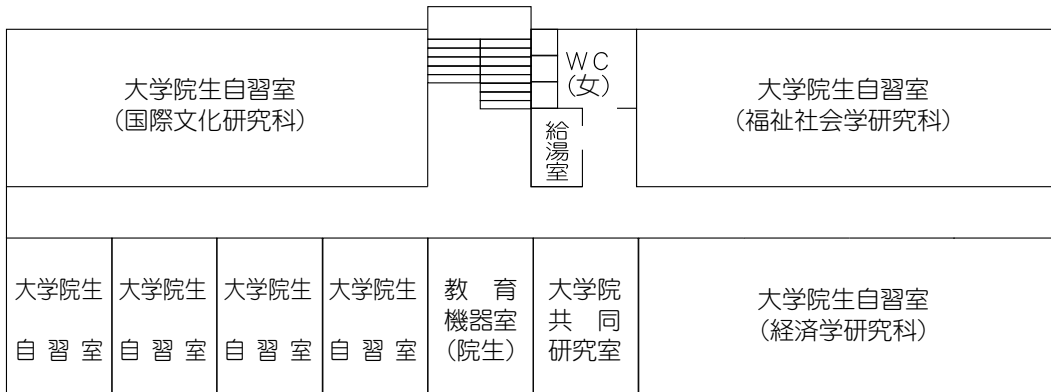 大学院生自習室
(国際文化研究科)
WC
(女)
給湯室
大学院生自習室
(福祉社会学研究科)
大学院生
自習室
大学院生
自習室
大学院生
自習室
大学院生
自習室
教育
機器室
(院生)
大学院
共同
研究室
大学院生自習室
(経済学研究科)